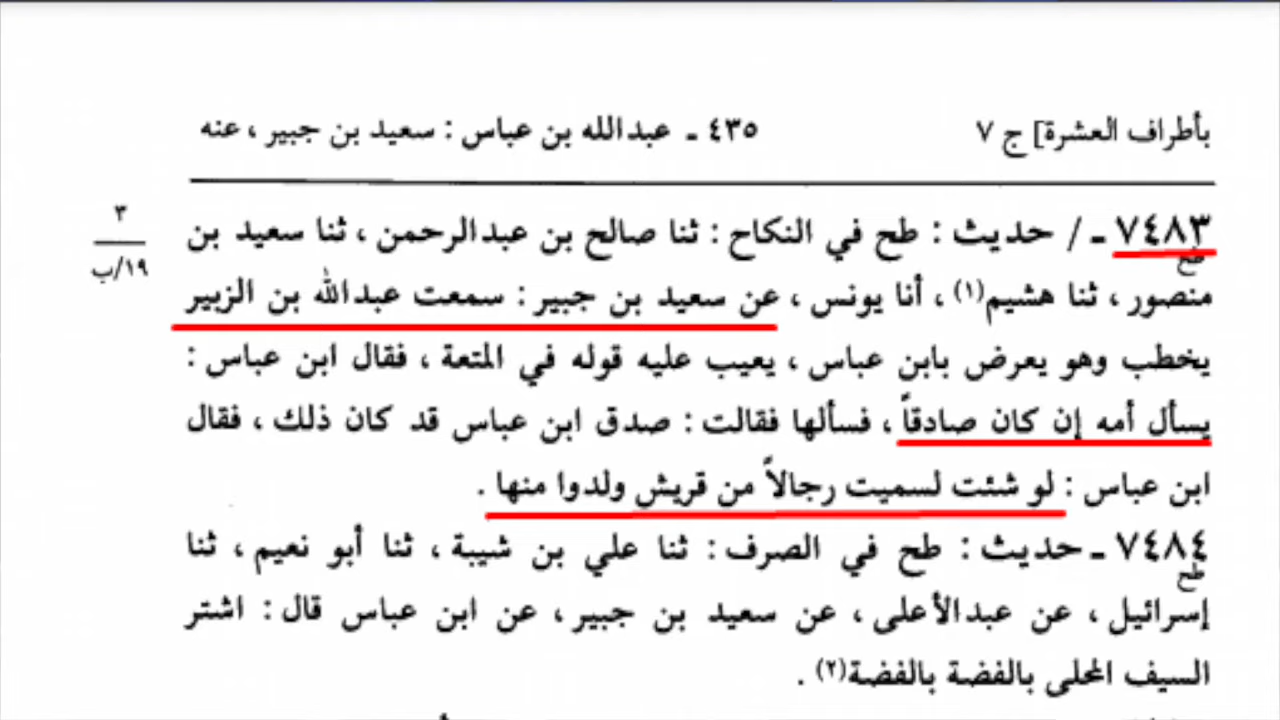 بأطراف العشرة] ج ٧ ٤٣٥ ـ عبدالله بن عباس : سعيد بن جبير ، عنه
٧٤٨٣ ـ / حديث : طح في النكاح : ثنا صالح بن عبدالرحمن ، ثنا سعيد بن
٣
١٩/ب
طح
منصور ، ثنا هشيم(١) ، أنا يونس ، عن سعيد بن جبير : سمعت عبدالله بن الزبير
يخطب وهو يعرض بابن عباس ، يعيب عليه قوله في المتعة ، فقال ابن عباس :
يسأل أمه إن كان صادقاً ، فسألها فقالت : صدق ابن عباس قد كان ذلك ، فقال
ابن عباس : لو شئت لسميت رجالاً من قريش ولدوا منها .
٧٤٨٤ ـ حديث : طح في الصرف : ثنا علي بن شيبة ، ثنا أبو نعيم ، ثنا
طح
إسرائيل ، عن عبدالأعلى ، عن سعيد بن جبير ، عن ابن عباس قال : اشتر
السيف المحلى بالفضة بالفضة(٢) .